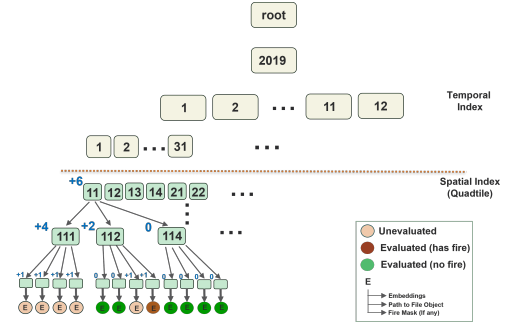 root
2019
1 2 ... 11 12
Temporal
Index
1 2 ... 31 ...
Spatial Index
(Quadtile)
+6
11 12 13 14 21 22 ...
+4 +2 0
111 112 114 ...
+1 +1 +1 +1 0 0 +1 +1 0 0 0 0
E E E E E E E E E E E E
Unevaluated
Evaluated (has fire)
Evaluated (no fire)
E
Embeddings
Path to File Object
Fire Mask (If any)